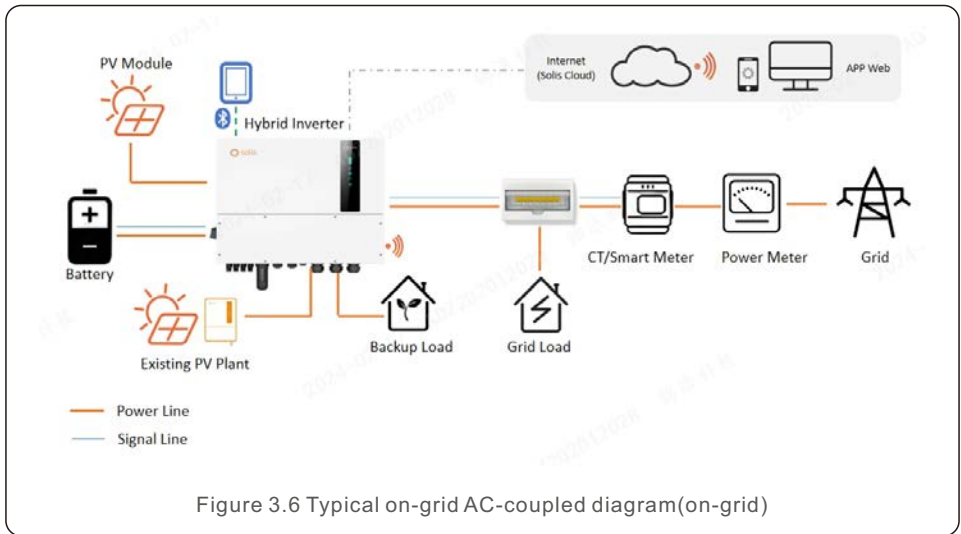 PV Module
Internet
(Solis Cloud)
APP Web
Hybrid Inverter
solis
Battery
CT/Smart Meter
Power Meter
Grid
Existing PV Plant
Backup Load
Grid Load
Power Line
Signal Line
Figure 3.6 Typical on-grid AC-coupled diagram(on-grid)